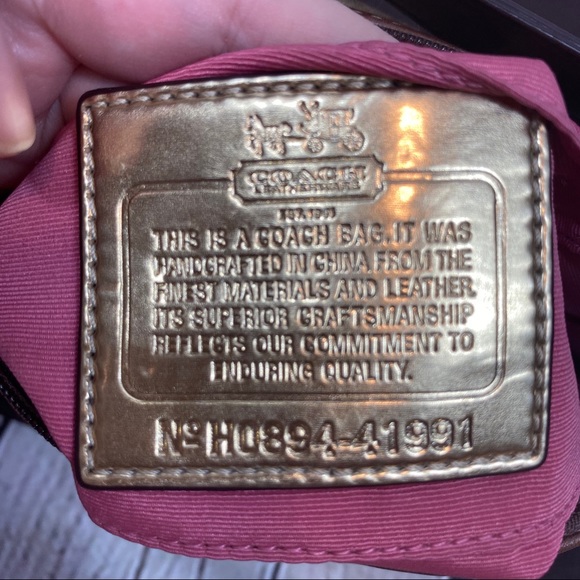 COACH
LEATHERWARE
EST. 1941
THIS IS A COACH BAG.IT WAS
HANDCRAFTED IN CHINA FROM THE
FINEST MATERIALS AND LEATHER.
ITS SUPERIOR CRAFTSMANSHIP
REFLECTS OUR COMMITMENT TO
ENDURING QUALITY.
Nº H0894-41991